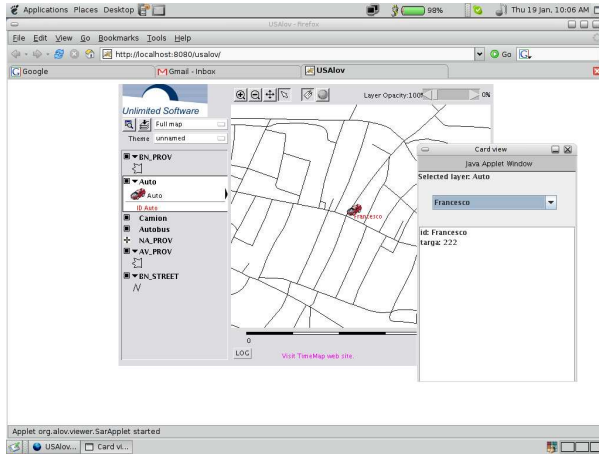 Applications Places Desktop 98% Thu 19 Jan, 10:06 AM
USAlov - Firefox
File Edit View Go Bookmarks Tools Help
http://localhost:8080/usalov/ Go
Google Gmail - Inbox USAlov
Unlimited Software
Full map
Theme unnamed
Layer Opacity:100% 0%
BN_PROV
Auto
Auto
ID Auto
Camion
Autobus
NA_PROV
AV_PROV
BN_STREET
Francesco
0
LOG
Visit TimeMap web site.
Card view
Java Applet Window
Selected layer: Auto
Francesco
id: Francesco
targa: 222
Applet org.alov.viewer.SarApplet started
USAlov... Card vi...